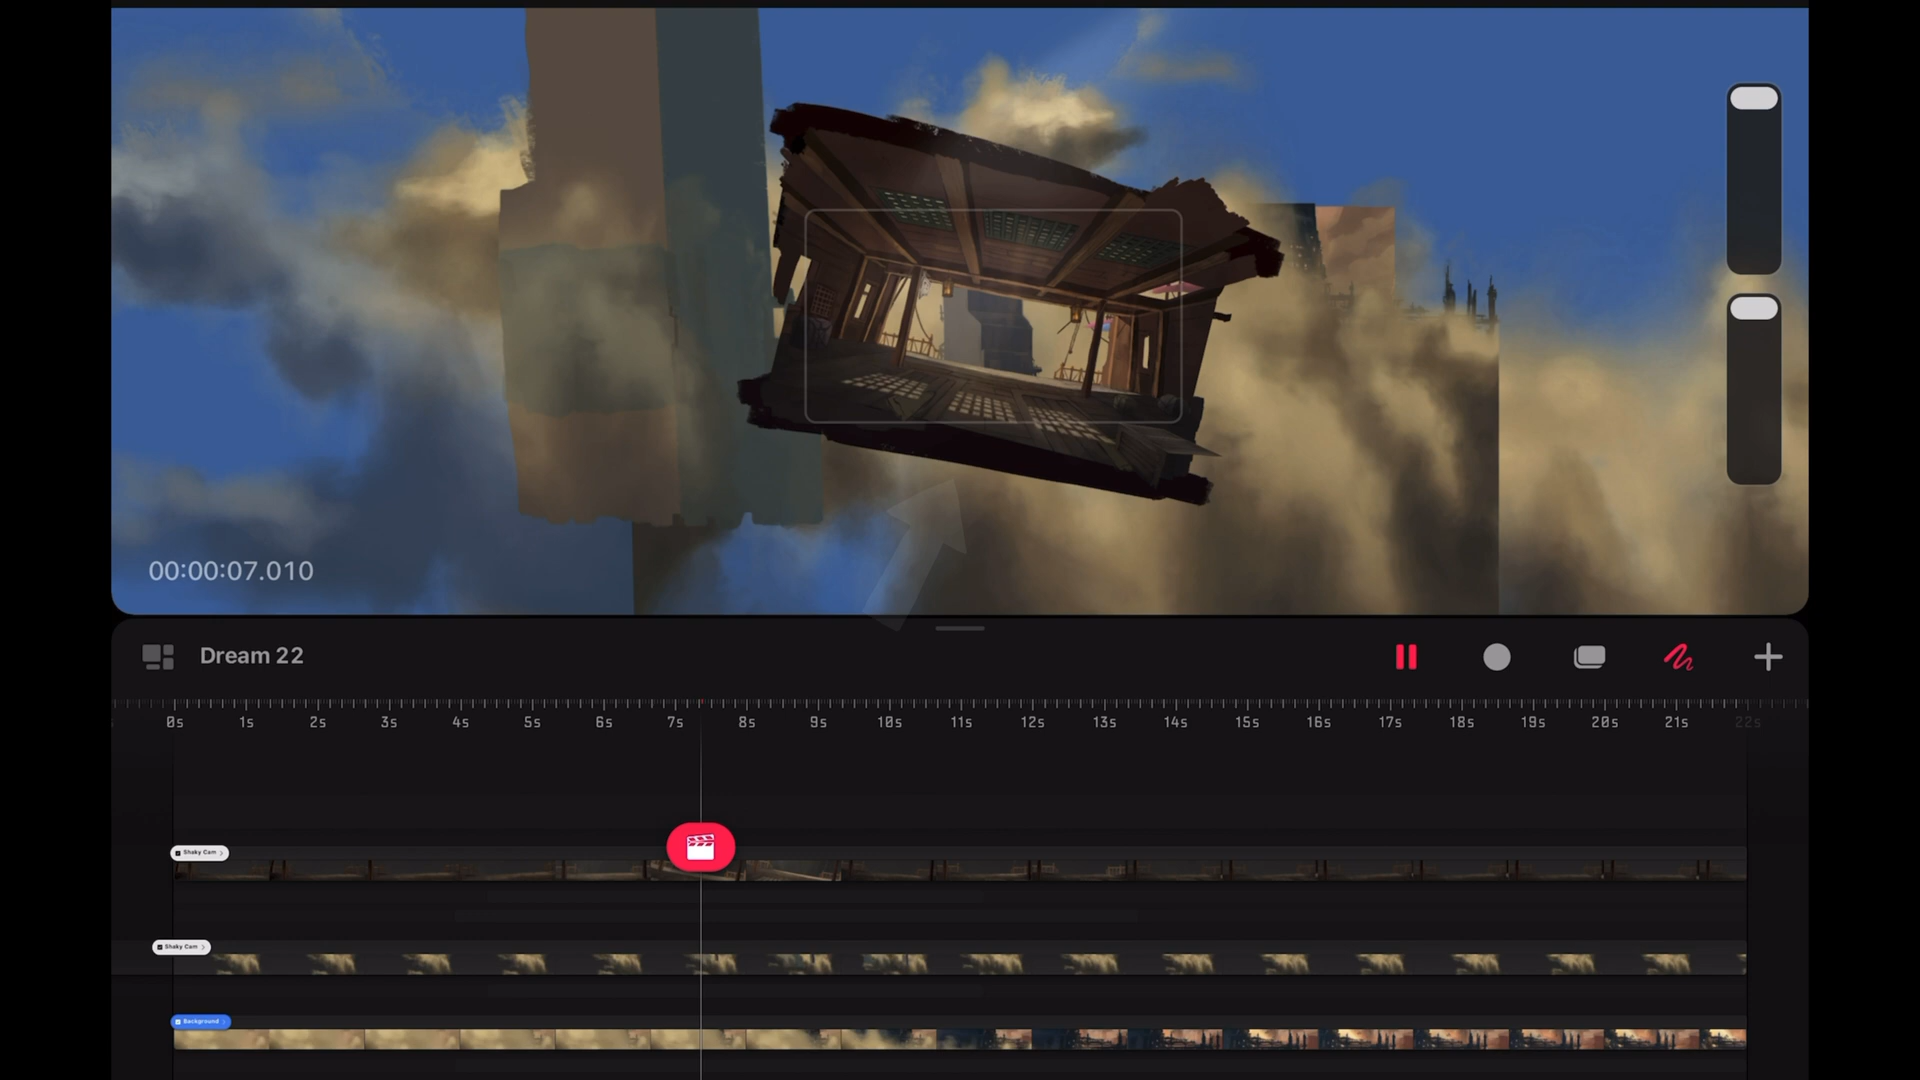 00:00:07.010
Dream 22
0s 1s 2s 3s 4s 5s 6s 7s 8s 9s 10s 11s 12s 13s 14s 15s 16s 17s 18s 19s 20s 21s 22s
Shaky Cam
Shaky Cam
Background